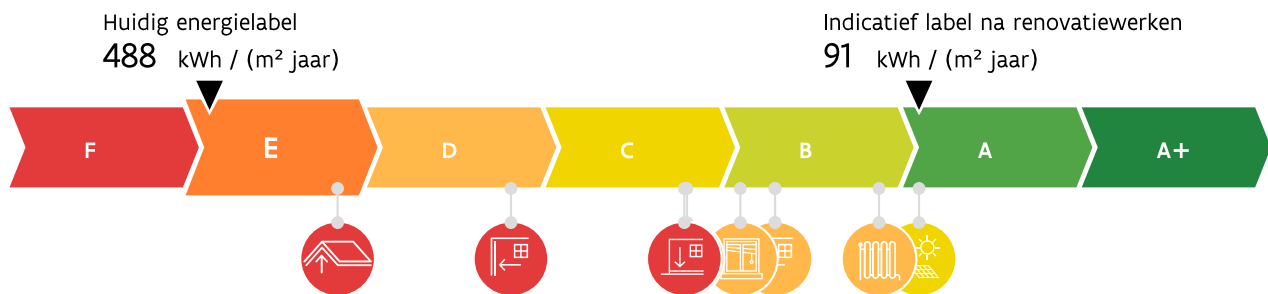 Huidig energielabel
488 kWh / (m² jaar)
Indicatief label na renovatiewerken
91 kWh / (m² jaar)
F E D C B A A+